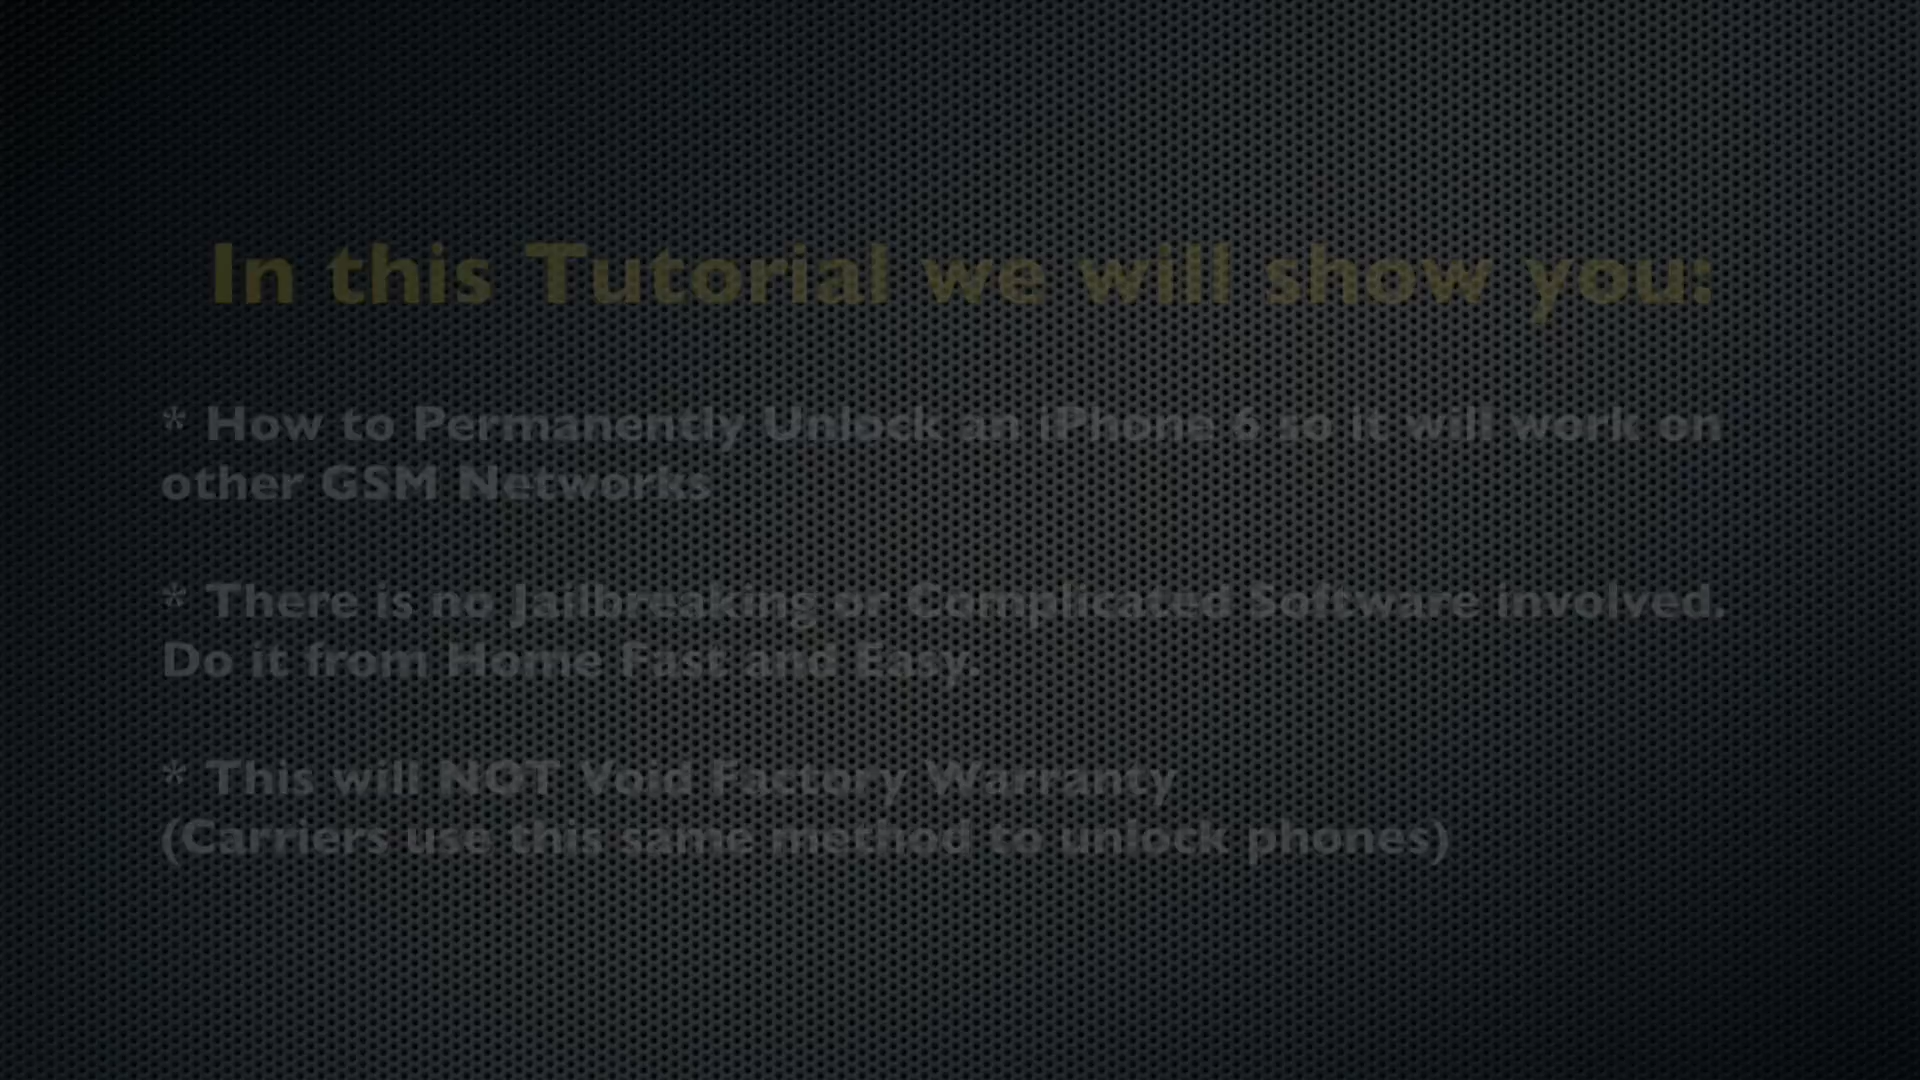 In this Tutorial we will show you:
* How to Permanently Unlock an iPhone 6 so it will work on
other GSM Networks
* There is no Jailbreaking or Complicated Software involved.
Do it from Home Fast and Easy.
* This will NOT Void Factory Warranty
(Carriers use this same method to unlock phones)